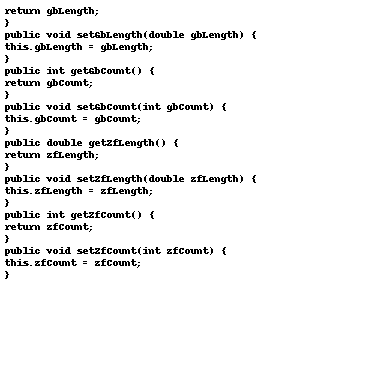 return gbLength;
}
public void setGbLength(double gbLength) {
this.gbLength = gbLength;
}
public int getGbCount() {
return gbCount;
}
public void setGbCount(int gbCount) {
this.gbCount = gbCount;
}
public double getZfLength() {
return zfLength;
}
public void setZfLength(double zfLength) {
this.zfLength = zfLength;
}
public int getZfCount() {
return zfCount;
}
public void setZfCount(int zfCount) {
this.zfCount = zfCount;
}